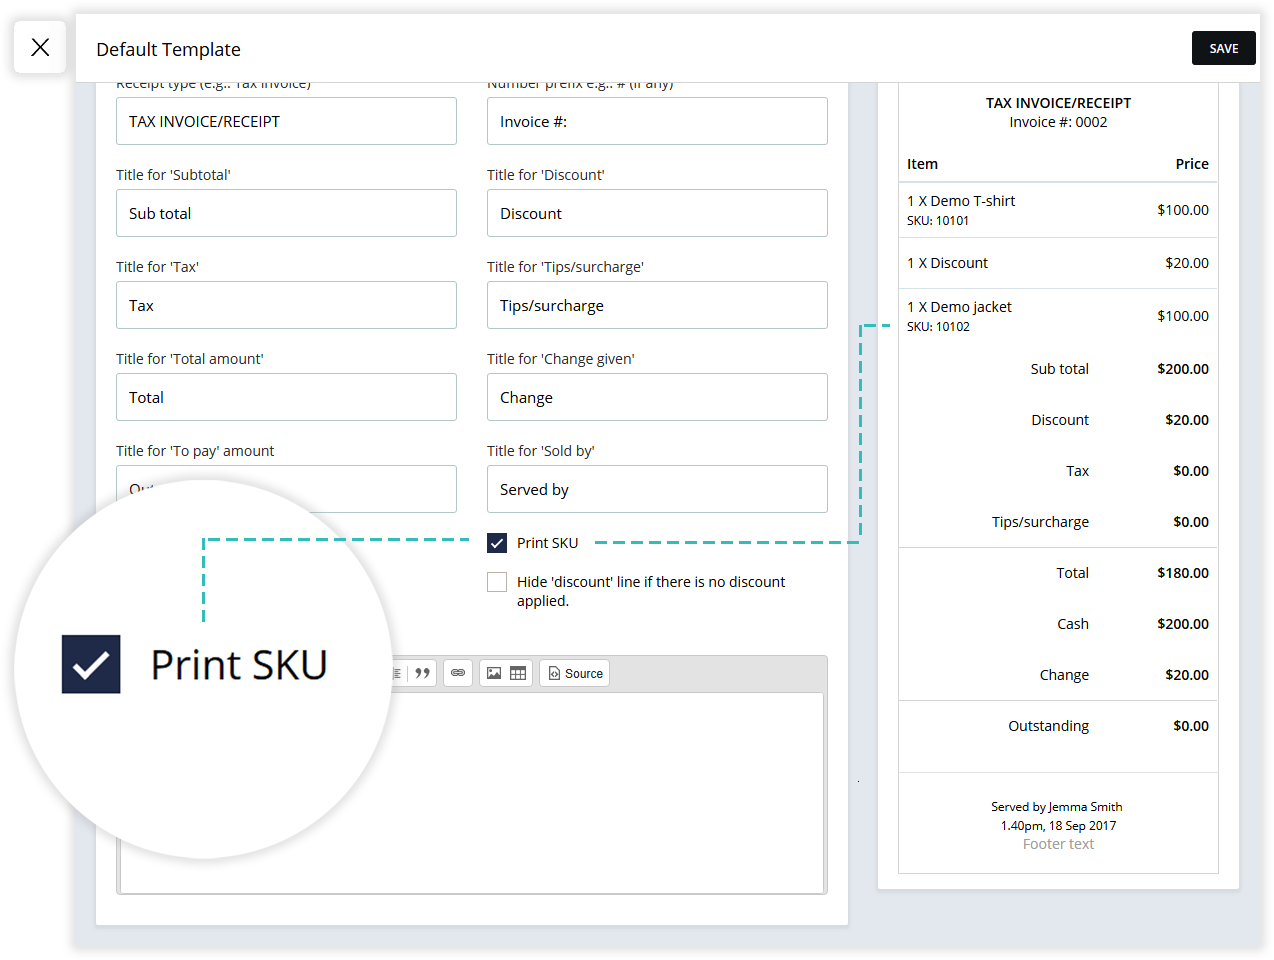 Default Template
SAVE
Receipt type (e.g.. Tax invoice)
Number prefix e.g.. # (if any)
TAX INVOICE/RECEIPT
Invoice #:
Title for 'Subtotal'
Title for 'Discount'
Sub total
Discount
Title for 'Tax'
Title for 'Tips/surcharge'
Tax
Tips/surcharge
Title for 'Total amount'
Title for 'Change given'
Total
Change
Title for 'To pay' amount
Title for 'Sold by'
Served by
Print SKU
Hide 'discount' line if there is no discount
applied.
Print SKU
Source
TAX INVOICE/RECEIPT
Invoice #: 0002
Item Price
1 X Demo T-shirt
SKU: 10101
$100.00
1 X Discount $20.00
1 X Demo jacket
SKU: 10102
$100.00
Sub total $200.00
Discount $20.00
Tax $0.00
Tips/surcharge $0.00
Total $180.00
Cash $200.00
Change $20.00
Outstanding $0.00
Served by Jemma Smith
1.40pm, 18 Sep 2017
Footer text